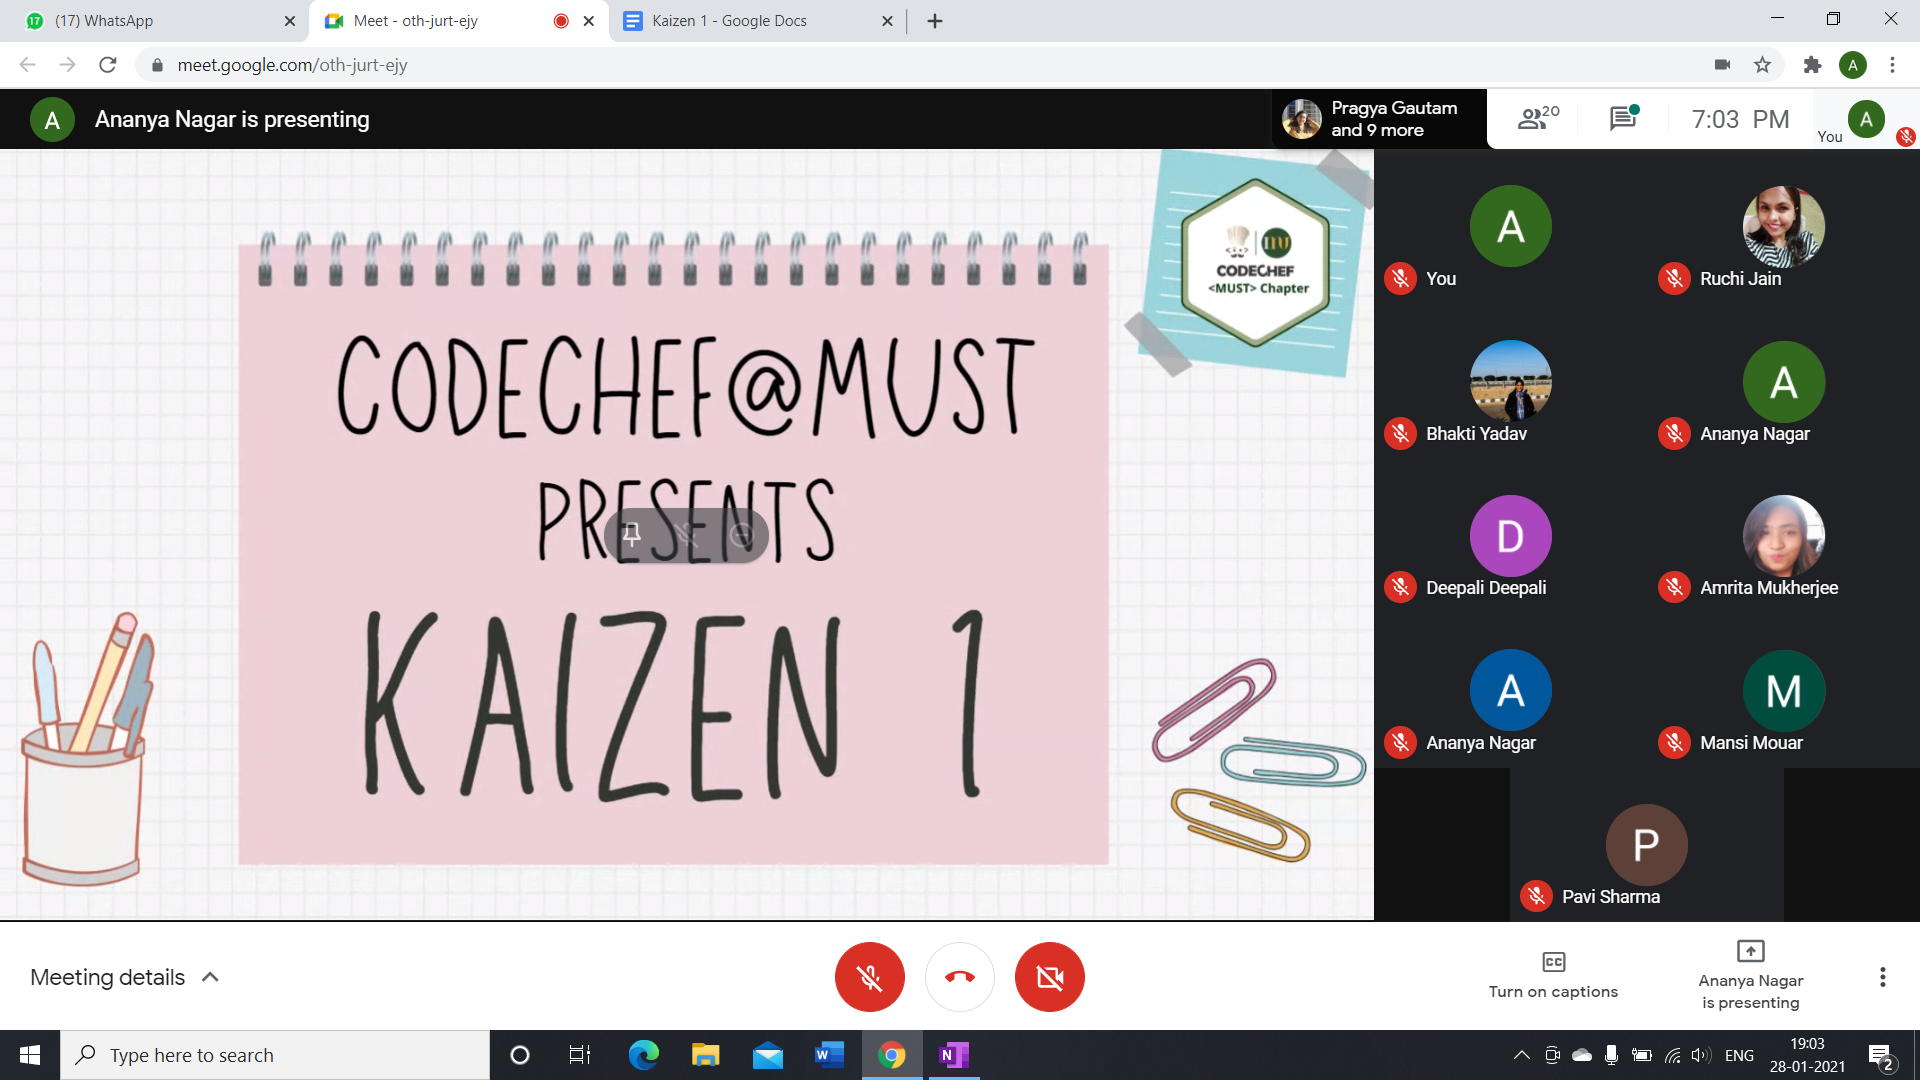 (17) WhatsApp
Meet - oth-jurt-ejy
Kaizen 1 - Google Docs
meet.google.com/oth-jurt-ejy
A
A
Ananya Nagar is presenting
Pragya Gautam
and 9 more
20
7:03 PM
You
A
CODECHEF
<MUST> Chapter
CODECHEF@MUST
PRESENTS
KAIZEN 1
A
You
Ruchi Jain
Bhakti Yadav
A
Ananya Nagar
D
Deepali Deepali
Amrita Mukherjee
A
Ananya Nagar
M
Mansi Mouar
P
Pavi Sharma
Meeting details
CC
Turn on captions
Ananya Nagar
is presenting
Type here to search
ENG
19:03
28-01-2021
2